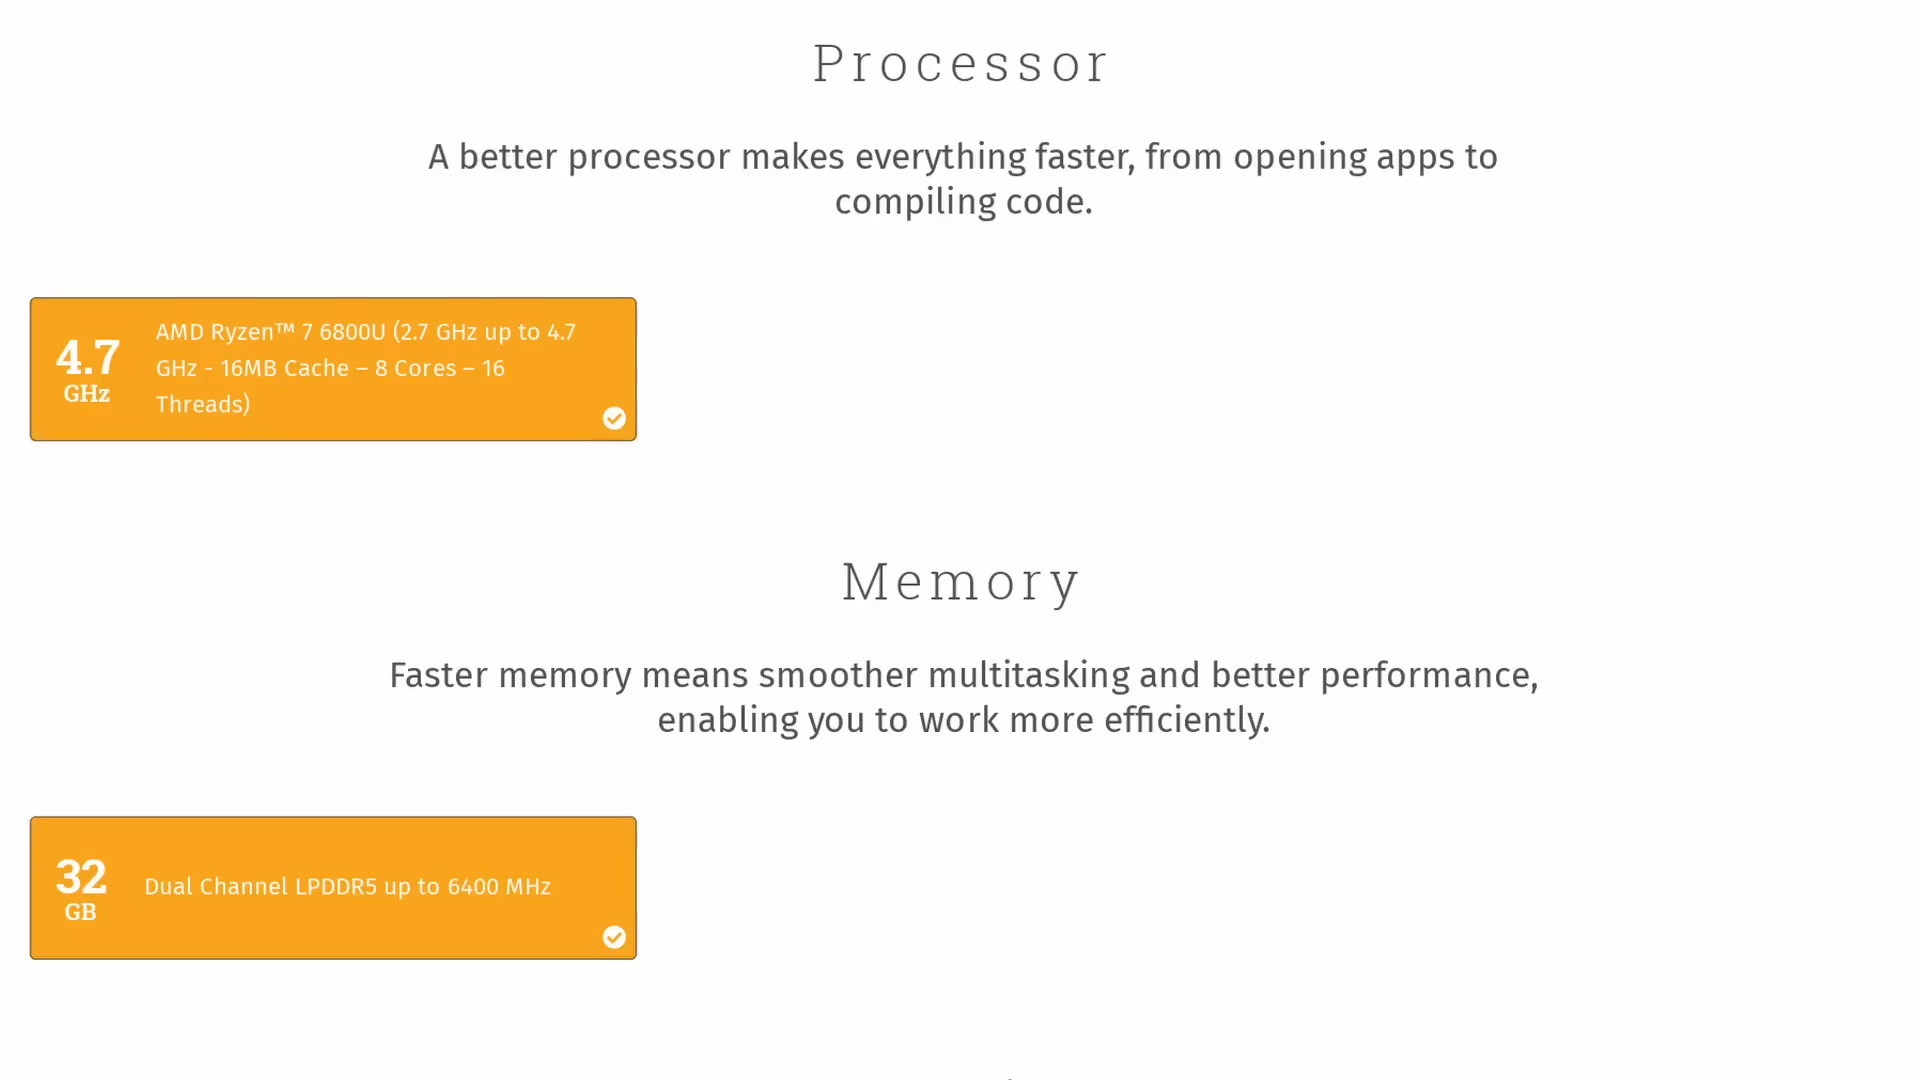 Processor
A better processor makes everything faster, from opening apps to
compiling code.
4.7
GHz
AMD Ryzen™ 7 6800U (2.7 GHz up to 4.7
GHz - 16MB Cache – 8 Cores – 16
Threads)
Memory
Faster memory means smoother multitasking and better performance,
enabling you to work more efficiently.
32
GB
Dual Channel LPDDR5 up to 6400 MHz